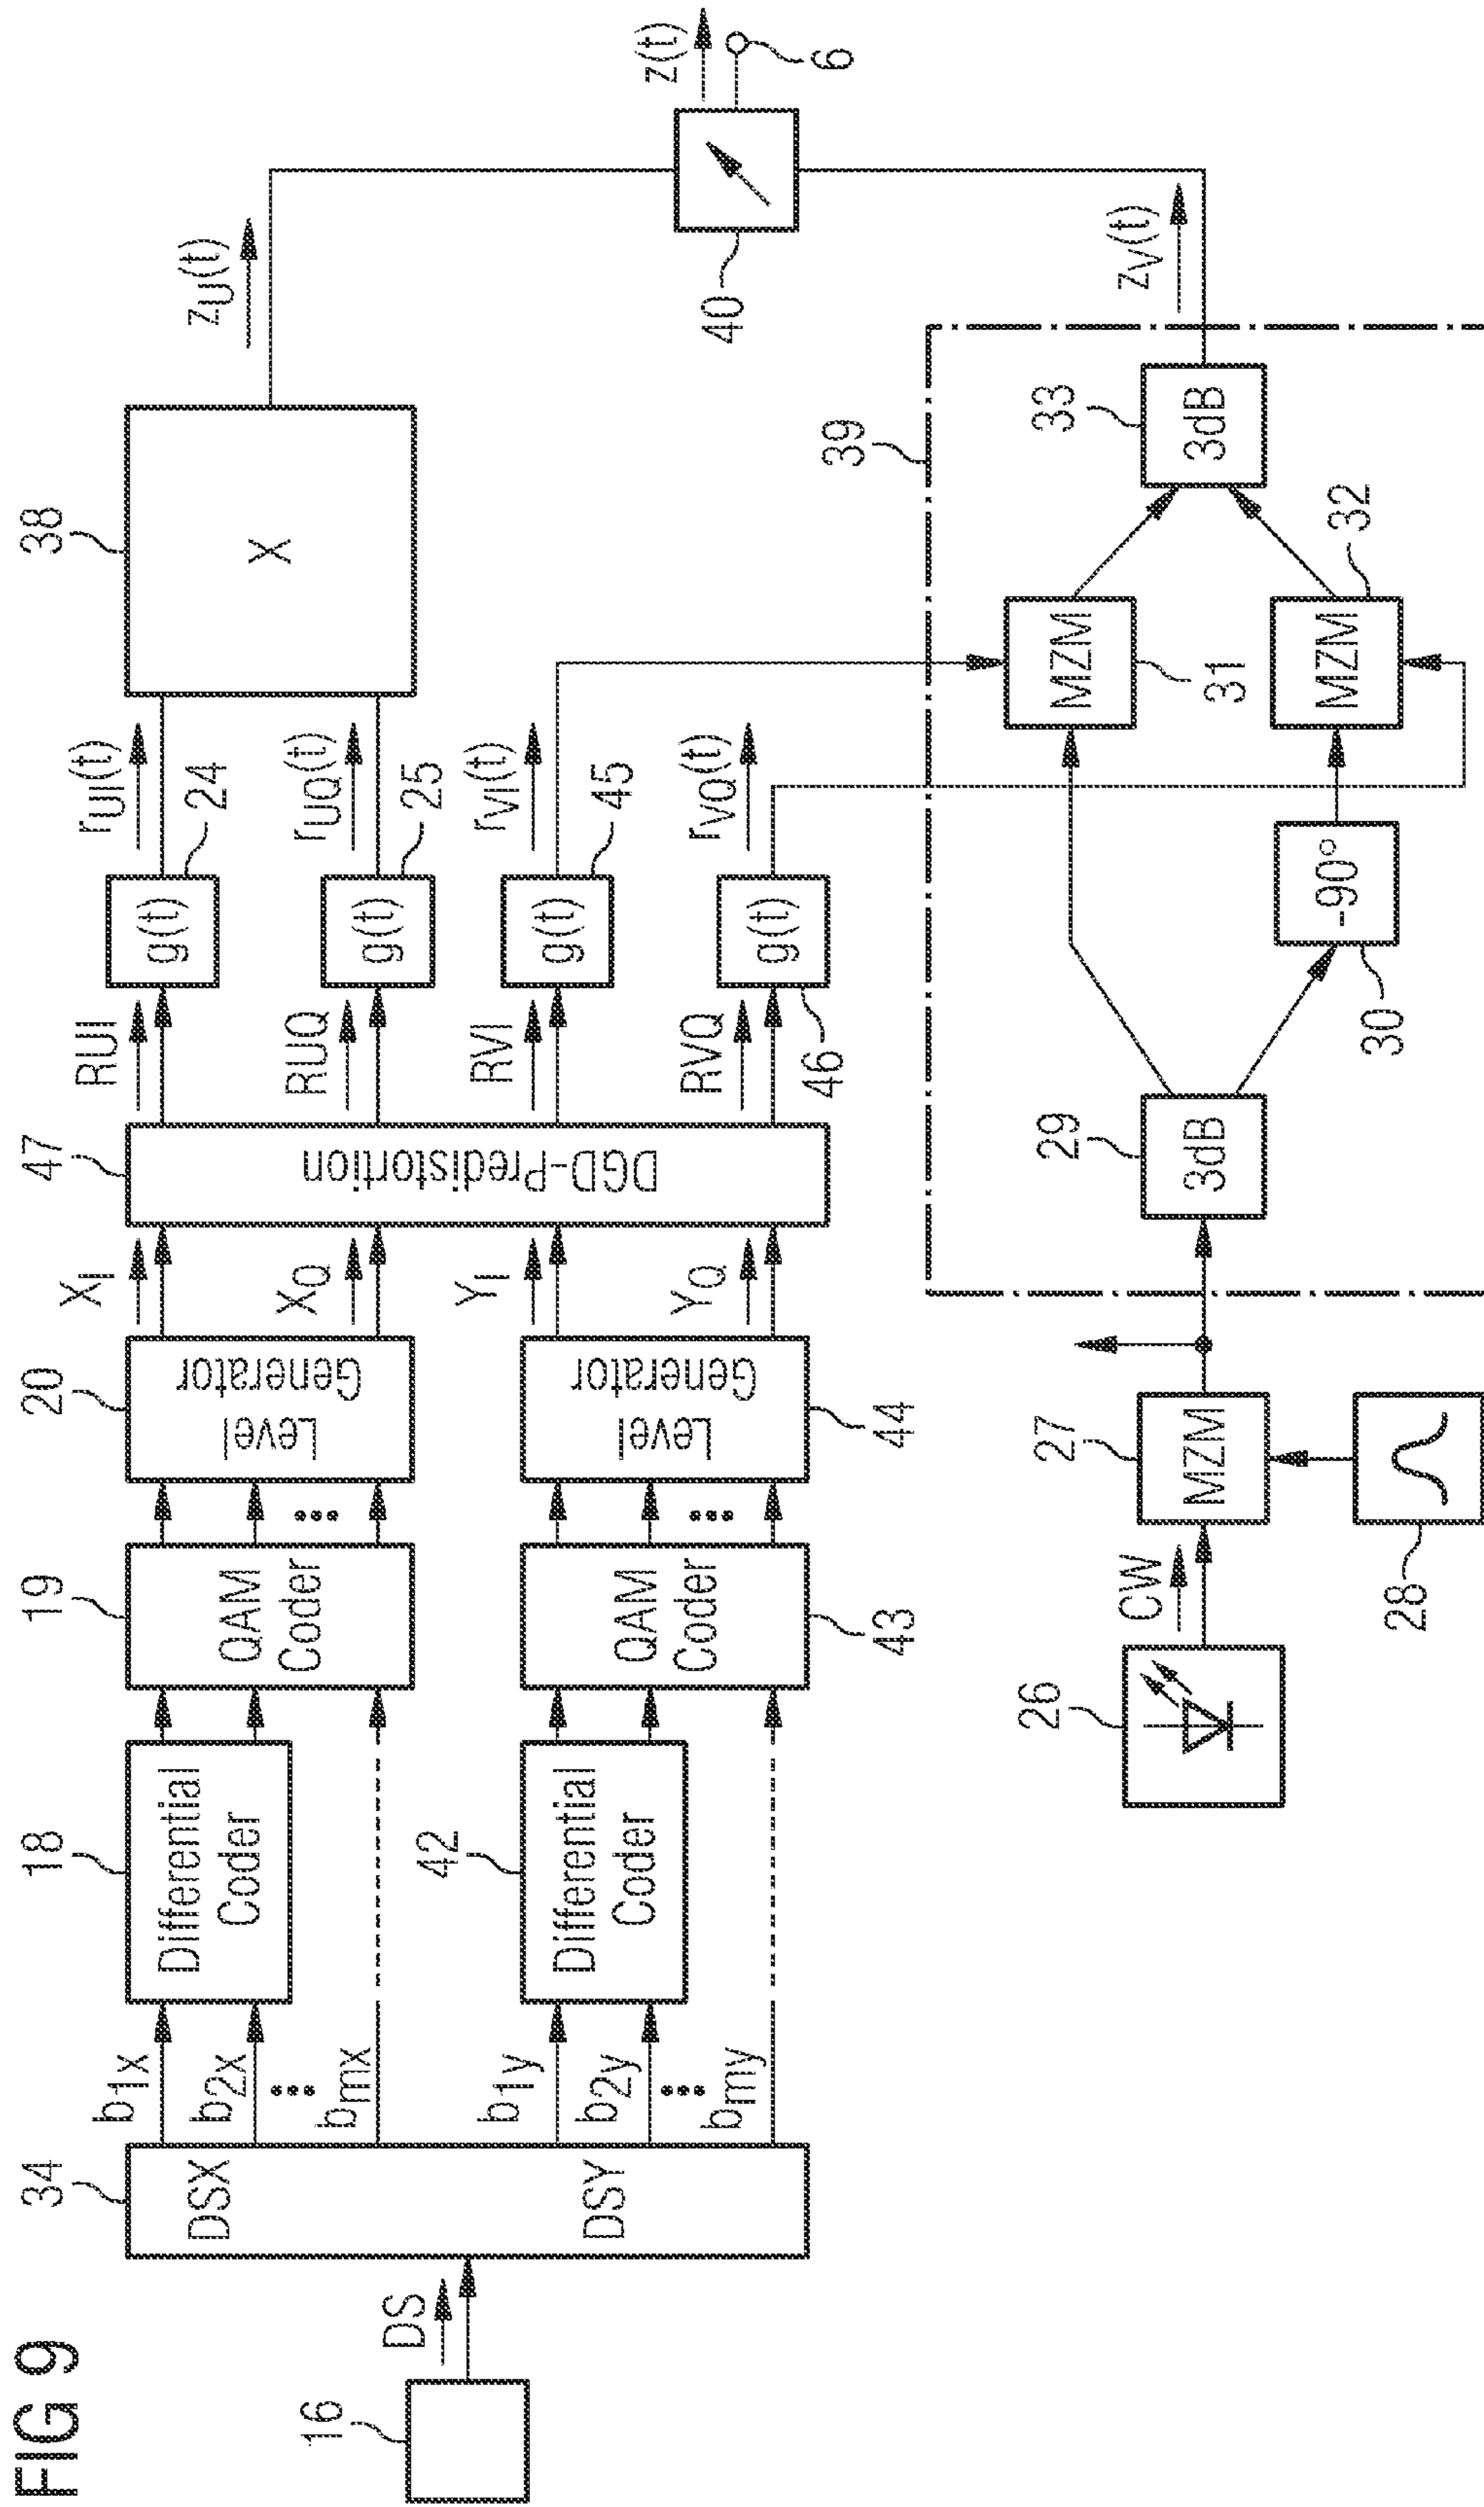 FIG 9
16
DS
34
DSX
DSY
b1x
b2x
...
bmx
b1y
b2y
...
bmy
18
Differential
Coder
42
Differential
Coder
19
QAM
Coder
...
43
QAM
Coder
...
20
Level
Generator
44
Level
Generator
XI
XQ
YI
YQ
47
DGD-Predistortion
RUI
RUQ
RVI
RVQ
g(t)
24
g(t)
25
g(t)
45
g(t)
46
rUI(t)
rUQ(t)
rVI(t)
rVQ(t)
38
X
zU(t)
40
z(t)
6
26
CW
27
MZM
28
39
29
3dB
30
-90°
MZM
31
MZM
32
33
3dB
zV(t)